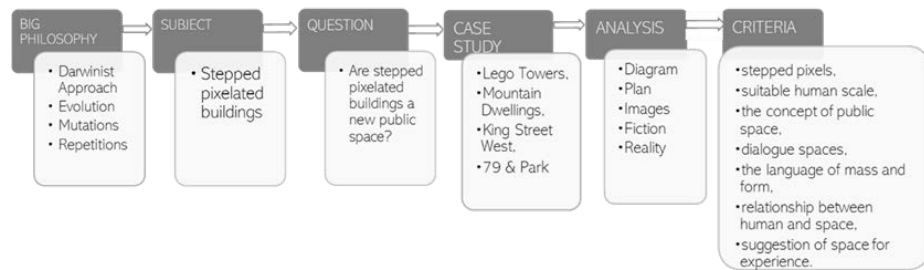 BIG
PHILOSOPHY
• Darwinist
Approach
• Evolution
• Mutations
• Repetitions
SUBJECT
• Stepped
pixelated
buildings
QUESTION
• Are stepped
pixelated
buildings a
new public
space?
CASE
STUDY
• Lego Towers,
• Mountain
Dwellings,
• King Street
West,
• 79 & Park
ANALYSIS
• Diagram
• Plan
• Images
• Fiction
• Reality
CRITERIA
• stepped pixels,
• suitable human scale,
• the concept of public
space,
• dialogue spaces,
• the language of mass and
form,
• relationship between
human and space,
• suggestion of space for
experience.